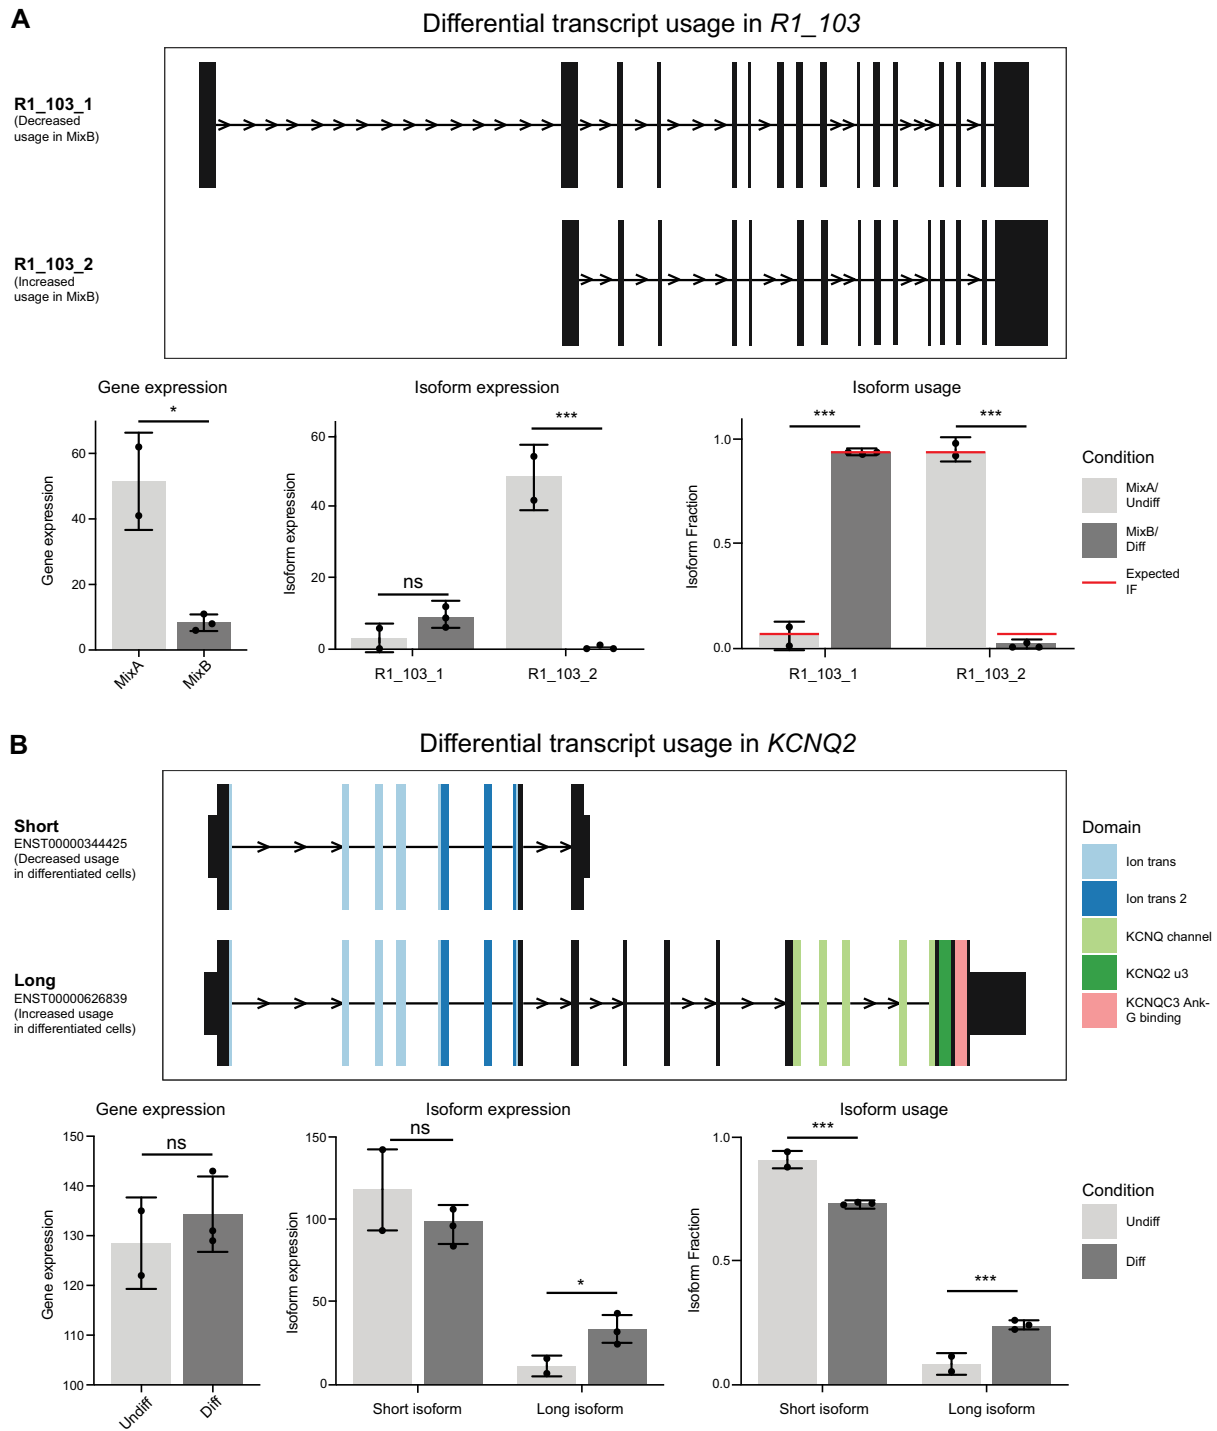 A
Differential transcript usage in R1_103
R1_103_1
(Decreased
usage in MixB)
R1_103_2
(Increased
usage in MixB)
Gene expression
*
Gene expression
60
40
20
0
MixA
MixB
Isoform expression
***
ns
Isoform expression
60
40
20
0
R1_103_1
R1_103_2
Isoform usage
***
***
Isoform Fraction
1.0
0.5
0.0
R1_103_1
R1_103_2
Condition
MixA/
Undiff
MixB/
Diff
Expected
IF
B
Differential transcript usage in KCNQ2
Short
ENST00000344425
(Decreased usage
in differentiated cells)
Long
ENST00000626839
(Increased usage
in differentiated cells)
Domain
Ion trans
Ion trans 2
KCNQ channel
KCNQ2 u3
KCNQC3 Ank-
G binding
Gene expression
ns
Gene expression
150
140
130
120
110
100
Undiff
Diff
Isoform expression
ns
*
Isoform expression
150
100
50
0
Short isoform
Long isoform
Isoform usage
***
***
Isoform Fraction
1.0
0.5
0.0
Short isoform
Long isoform
Condition
Undiff
Diff